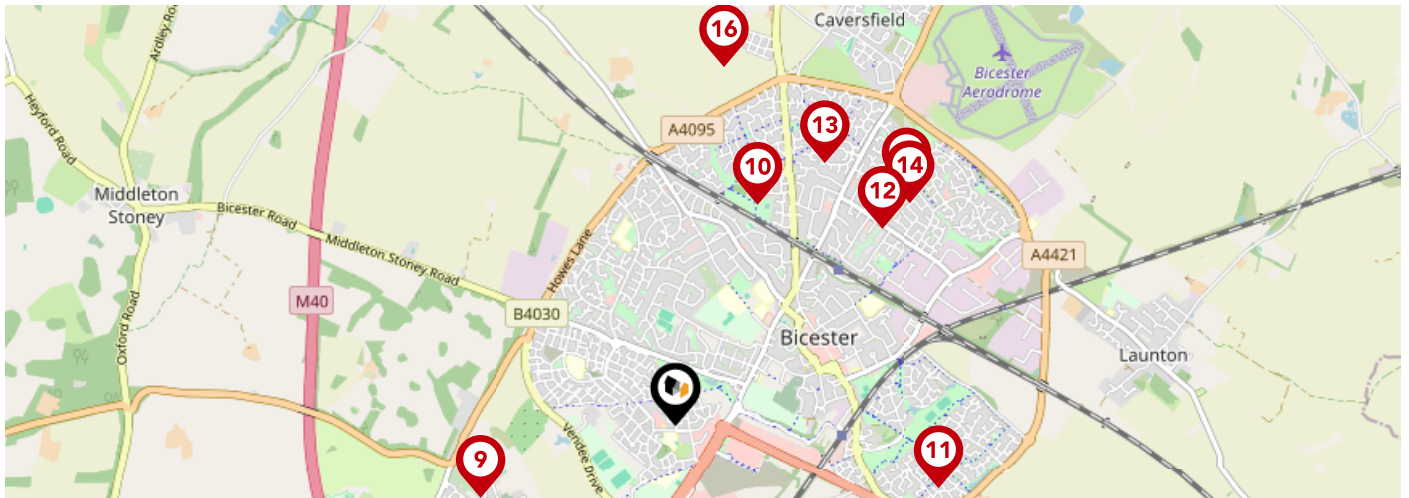 16
Caversfield
Ardley Ro
Bicester
Aerodrome
Heyford Road
A4095
13
10
14
12
Middleton
Stoney
Bicester Road
Middleton Stoney Road
Howes Lane
A4421
M40
B4030
Oxford Road
Bicester
Launton
Vendee Drive
9
11